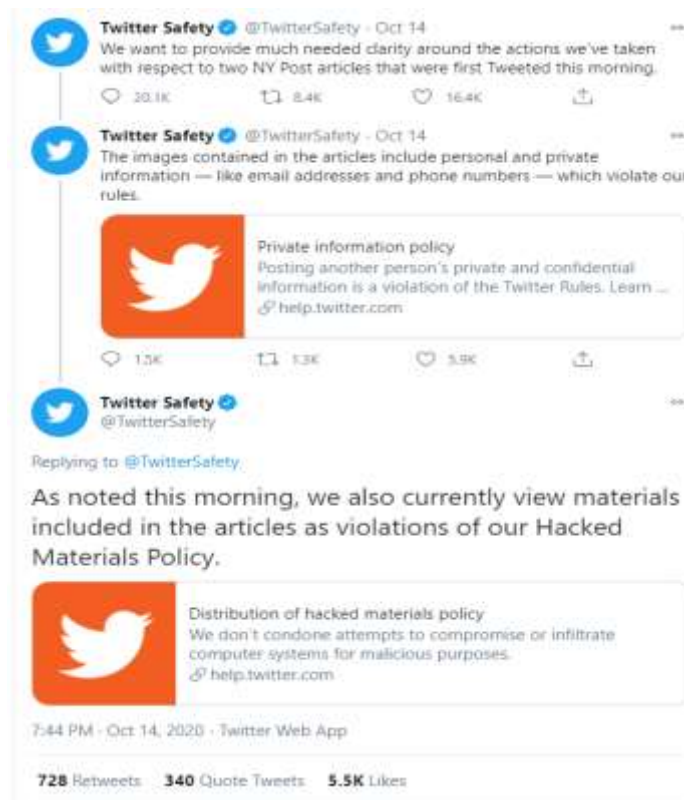 Twitter Safety @TwitterSafety · Oct 14
We want to provide much needed clarity around the actions we've taken
with respect to two NY Post articles that were first Tweeted this morning.
20.1K 8.4K 16.4K
Twitter Safety @TwitterSafety · Oct 14
The images contained in the articles include personal and private
information — like email addresses and phone numbers — which violate our
rules.
Private information policy
Posting another person's private and confidential
information is a violation of the Twitter Rules. Learn ...
help.twitter.com
1.5K 1.3K 5.9K
Twitter Safety
@TwitterSafety
Replying to @TwitterSafety
As noted this morning, we also currently view materials
included in the articles as violations of our Hacked
Materials Policy.
Distribution of hacked materials policy
We don't condone attempts to compromise or infiltrate
computer systems for malicious purposes.
help.twitter.com
7:44 PM · Oct 14, 2020 · Twitter Web App
728 Retweets 340 Quote Tweets 5.5K Likes